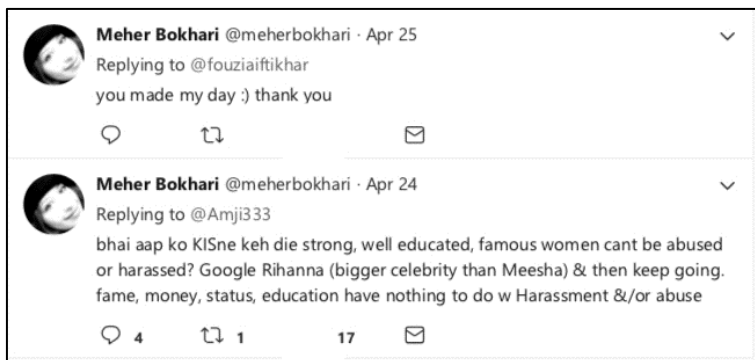 Meher Bokhari @meherbokhari · Apr 25
Replying to @fouziaiftikhar
you made my day :) thank you
Meher Bokhari @meherbokhari · Apr 24
Replying to @Amji333
bhai aap ko KISne keh die strong, well educated, famous women cant be abused
or harassed? Google Rihanna (bigger celebrity than Meesha) & then keep going.
fame, money, status, education have nothing to do w Harassment &/or abuse
4 1 17